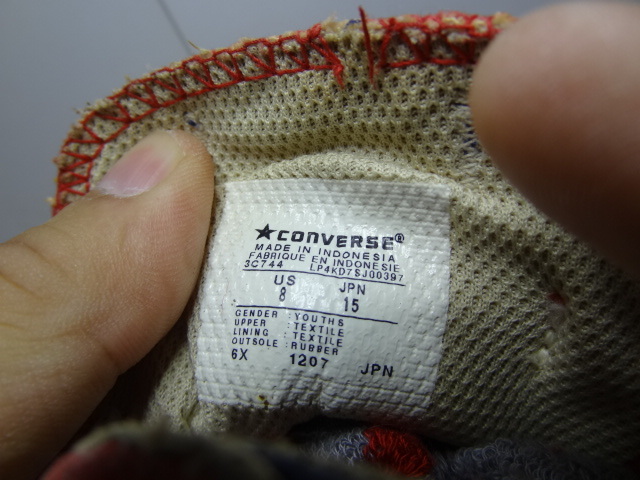 ★CONVERSE®
MADE IN INDONESIA
FABRIQUE EN INDONESIE
3C744 LP4KD7SJ00397
US JPN
8 15
GENDER : YOUTHS
UPPER : TEXTILE
LINING : TEXTILE
OUTSOLE : RUBBER
6X 1207 JPN